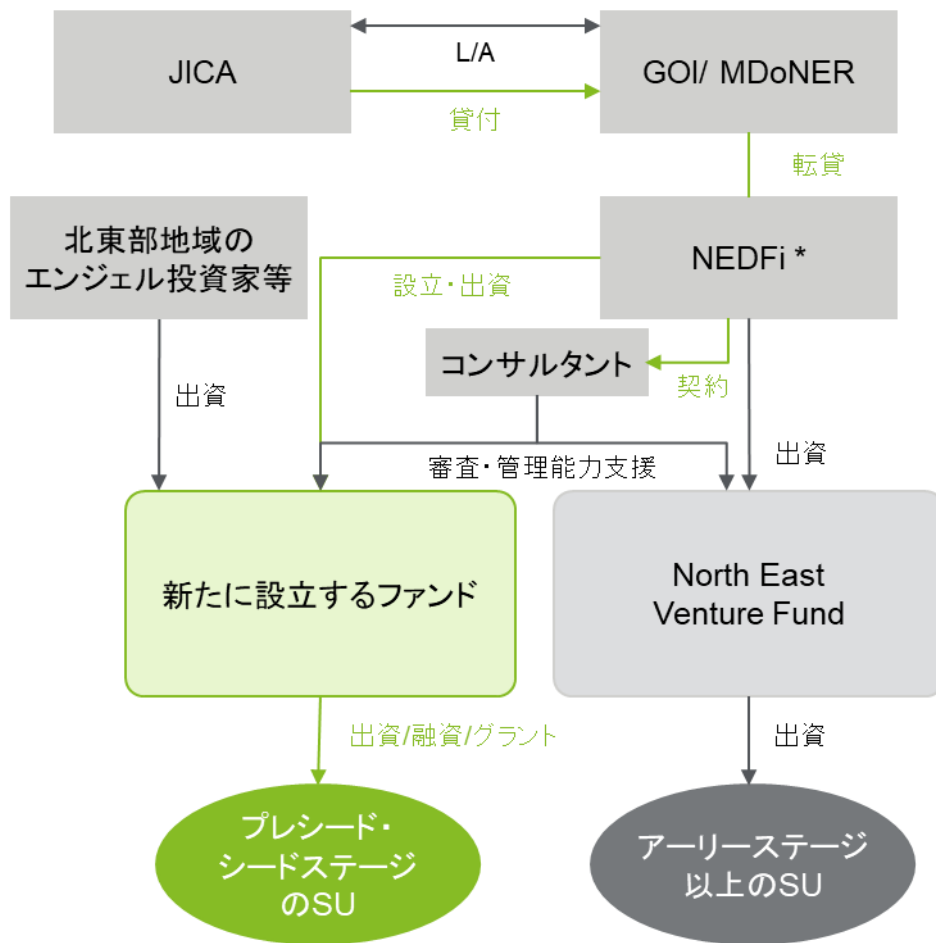 JICA
L/A
GOI/ MDoNER
貸付
転貸
北東部地域の
エンジェル投資家等
NEDFi *
設立・出資
コンサルタント
契約
出資
審査・管理能力支援
出資
新たに設立するファンド
North East
Venture Fund
出資/融資/グラント
出資
プレシード・
シードステージ
のSU
アーリーステージ
以上のSU